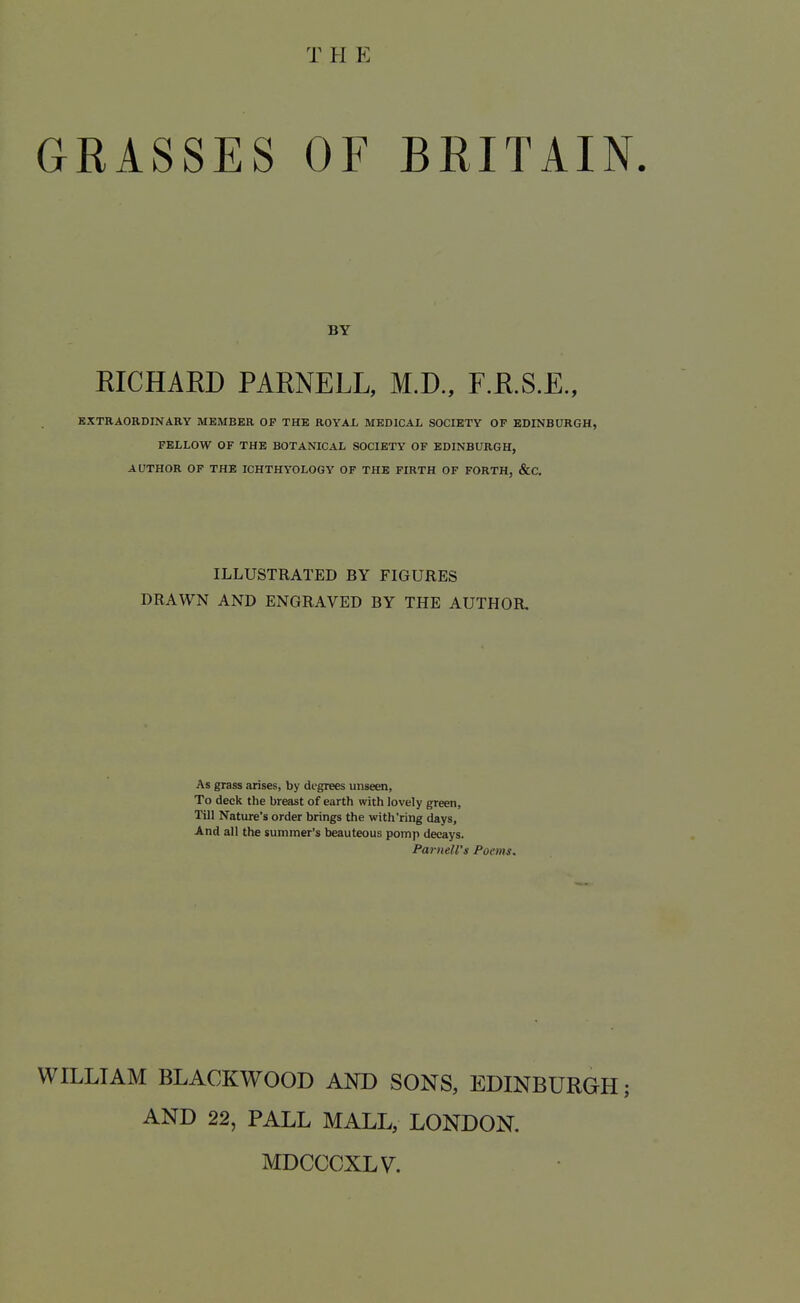 THE
GRASSES OF BRITAIN.
BY
RICHARD PARNELL, M.D., F.R.S.E.,
EXTRAORDINARY MEMBER OF THE ROYAL MEDICAL SOCIETY OF EDINBURGH,
FELLOW OF THE BOTANICAL SOCIETY OF EDINBURGH,
AUTHOR OF THE ICHTHYOLOGY OF THE FIRTH OF FORTH, &c.
ILLUSTRATED BY FIGURES
DRAWN AND ENGRAVED BY THE AUTHOR.
As grass arises, by degrees unseen,
To deck the breast of earth with lovely green,
Till Nature's order brings the with'ring days,
And all the summer's beauteous pomp decays.
Parnell's Poems.
WILLIAM BLACKWOOD AND SONS, EDINBURGH;
AND 22, PALL MALL, LONDON.
MDCCCXLV.